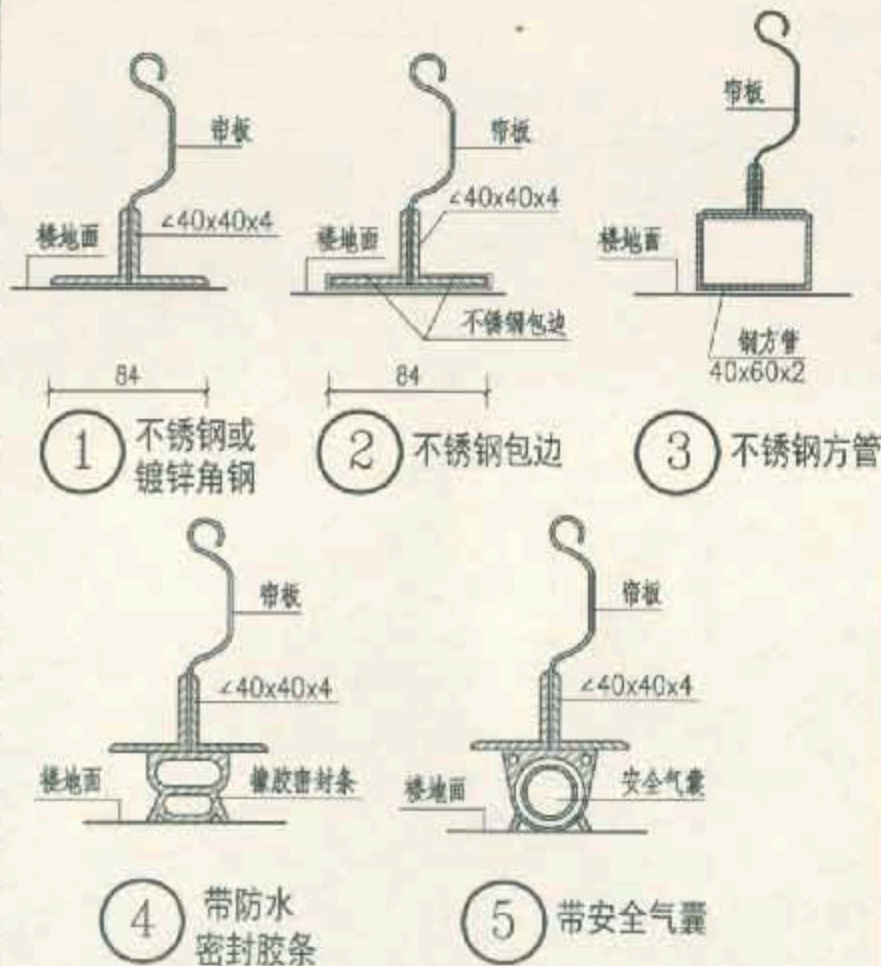 帘板
∠40x40x4
楼地面
84
1
不锈钢或
镀锌角钢
帘板
∠40x40x4
楼地面
不锈钢包边
84
2
不锈钢包边
帘板
楼地面
钢方管
40x60x2
3
不锈钢方管
帘板
∠40x40x4
楼地面
橡胶密封条
4
带防水
密封胶条
帘板
∠40x40x4
楼地面
安全气囊
5
带安全气囊